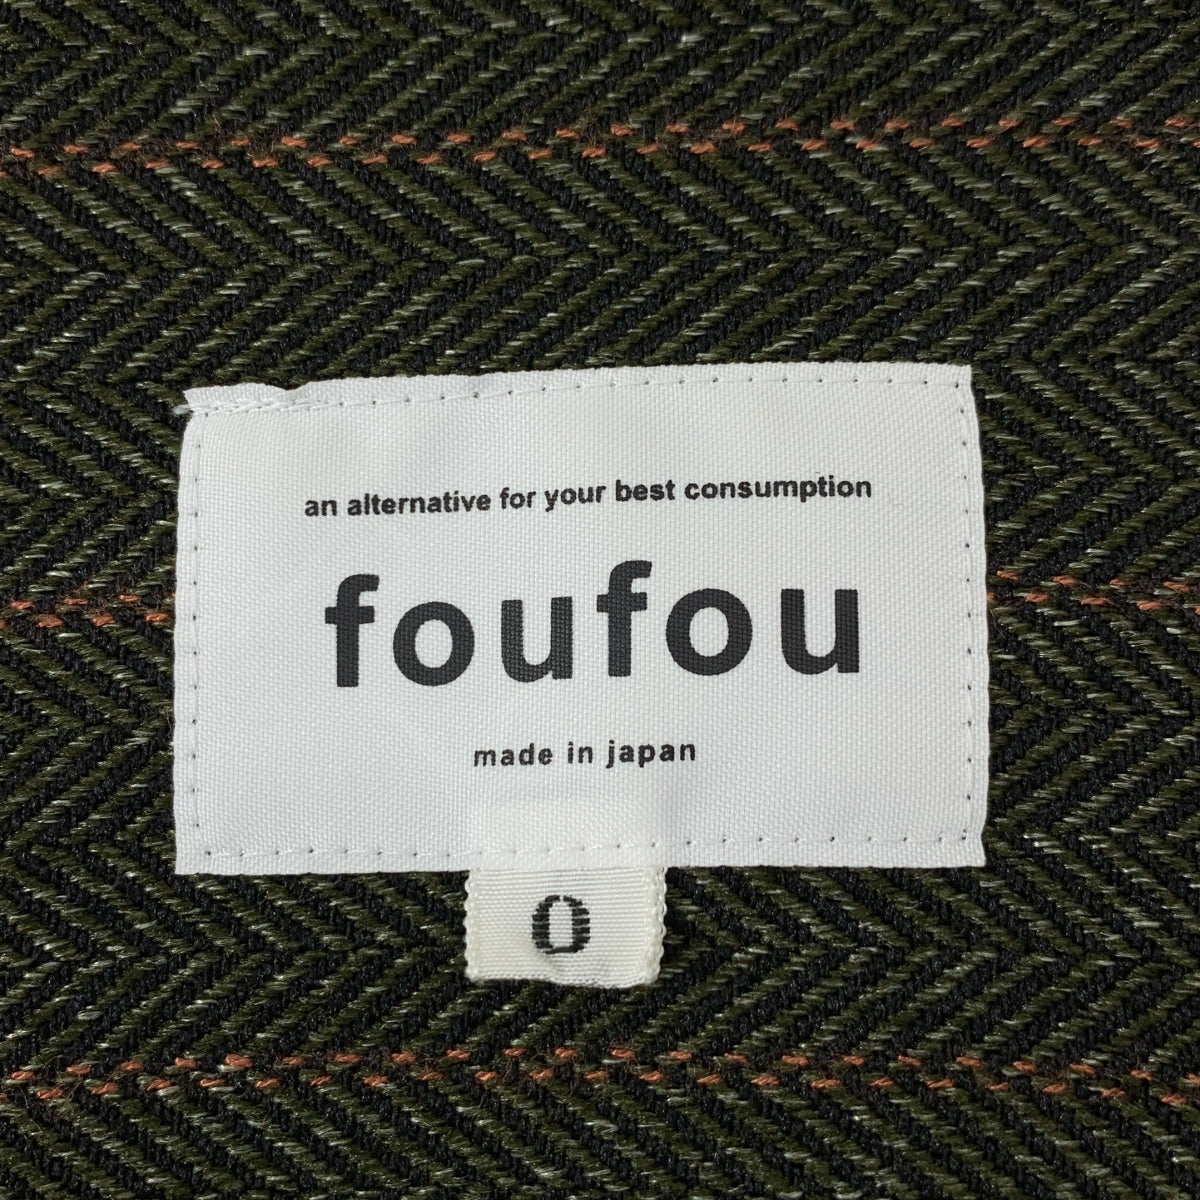 an alternative for your best consumption
foufou
made in japan
0